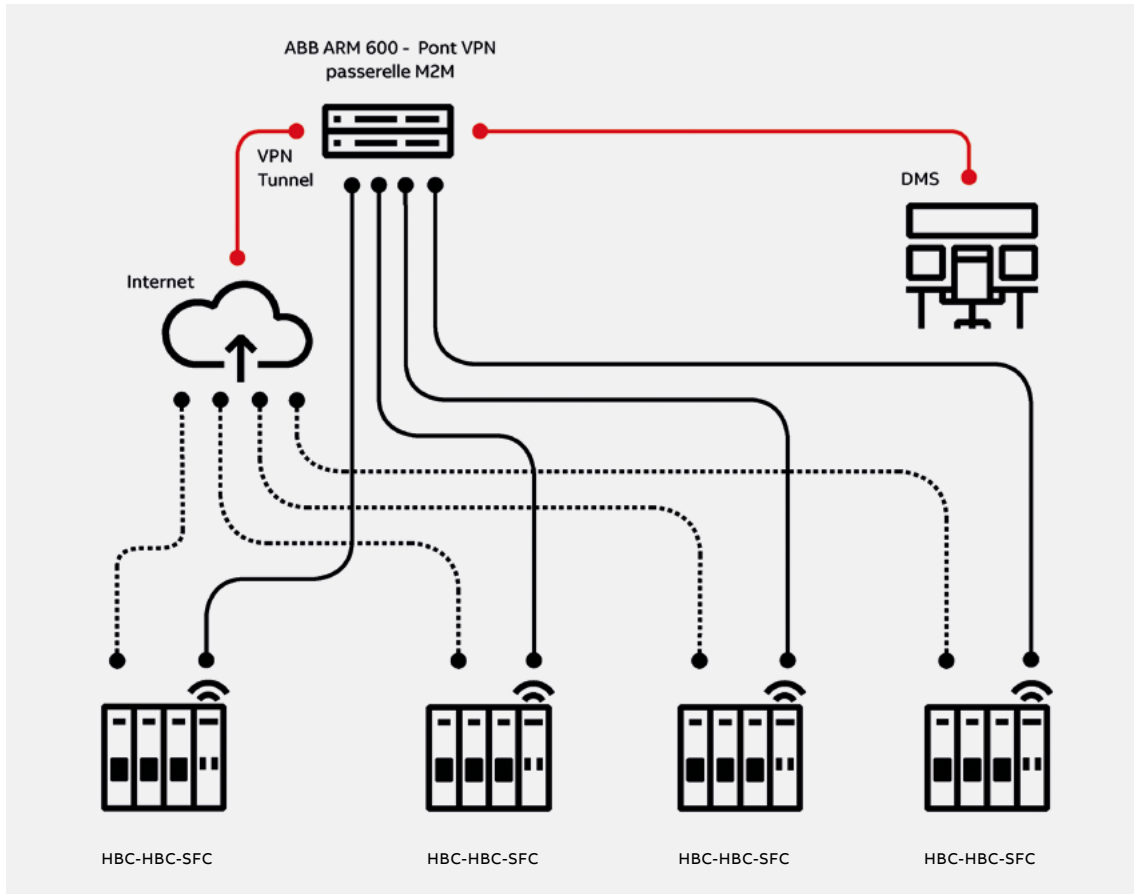 ABB ARM 600 - Pont VPN
passerelle M2M
VPN
Tunnel
DMS
Internet
HBC-HBC-SFC
HBC-HBC-SFC
HBC-HBC-SFC
HBC-HBC-SFC